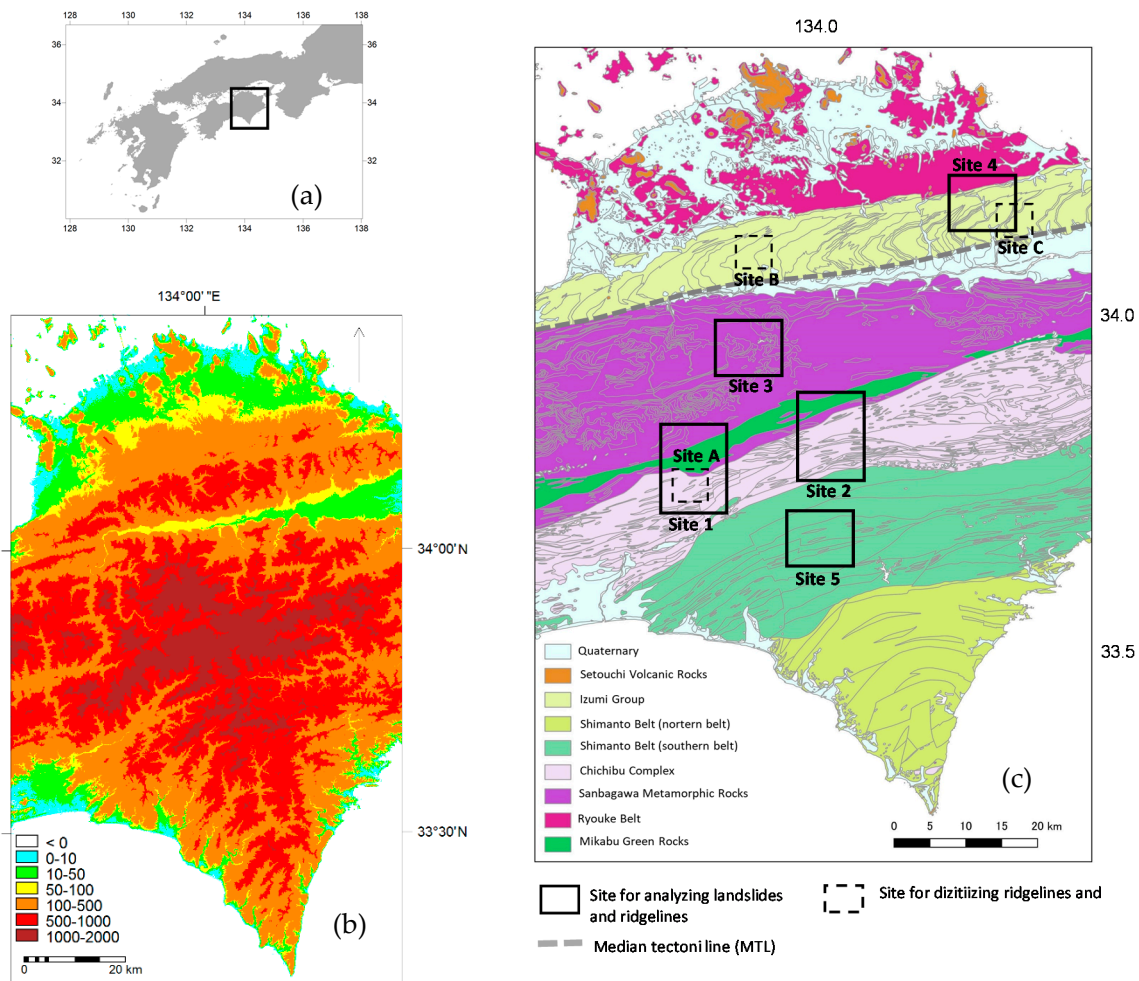 128 130 132 134 136 138
36
34
32
36
34
32
128 130 132 134 136 138
(a)
134°00' "E
34°00' N
33°30' N
< 0
0-10
10-50
50-100
100-500
500-1000
1000-2000
0 20 km
(b)
134.0
34.0
33.5
Site 4
Site C
Site B
Site 3
Site A
Site 1
Site 2
Site 5
Quaternary
Setouchi Volcanic Rocks
Izumi Group
Shimanto Belt (nortern belt)
Shimanto Belt (southern belt)
Chichibu Complex
Sanbagawa Metamorphic Rocks
Ryouke Belt
Mikabu Green Rocks
(c)
0 5 10 15 20 km
Site for analyzing landslides
and ridgelines
Site for dizitiizing ridgelines and
Median tectoni line (MTL)